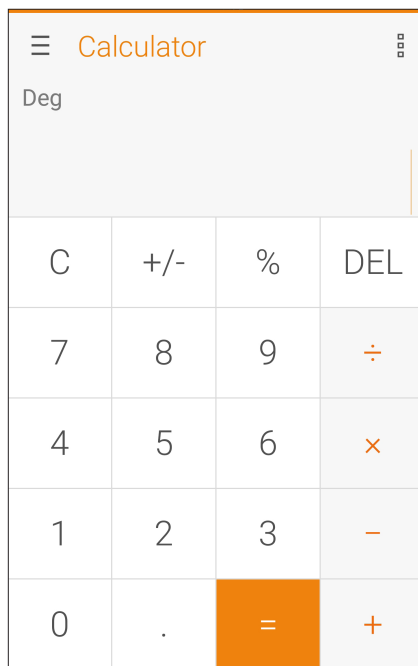 Calculator
Deg
C +/- % DEL
7 8 9 ÷
4 5 6 ×
1 2 3 −
0 . = +